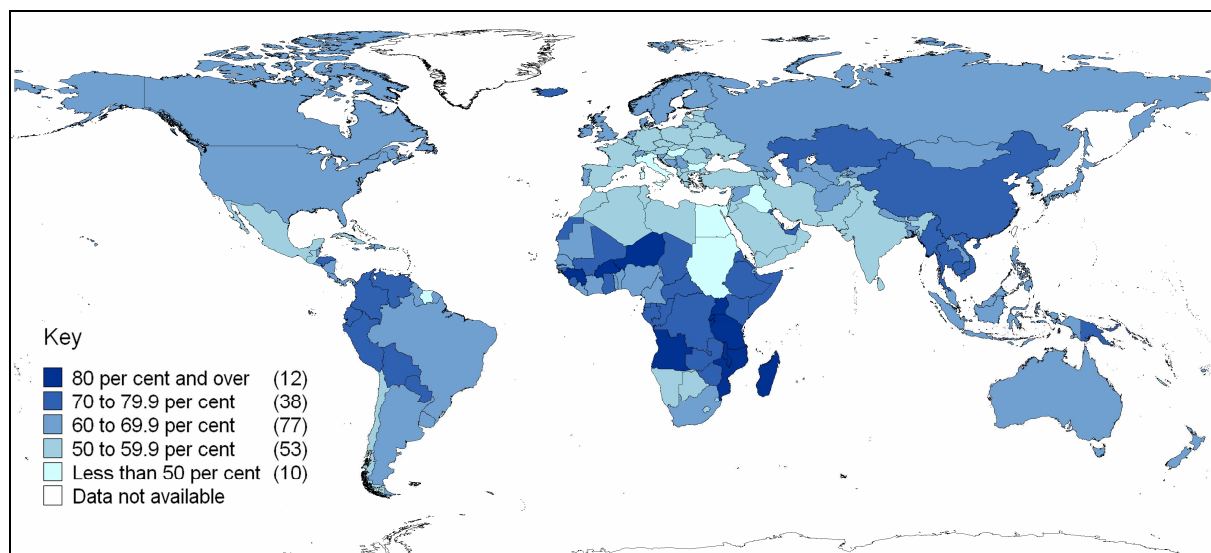 Key
80 per cent and over (12)
70 to 79.9 per cent (38)
60 to 69.9 per cent (77)
50 to 59.9 per cent (53)
Less than 50 per cent (10)
Data not available